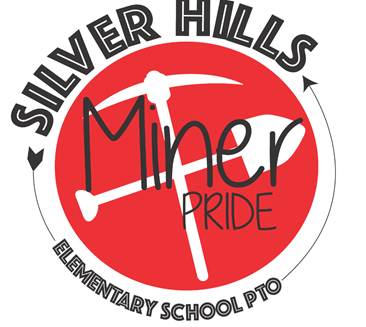 SILVER HILLS
Miner
PRIDE
ELEMENTARY SCHOOL PTO